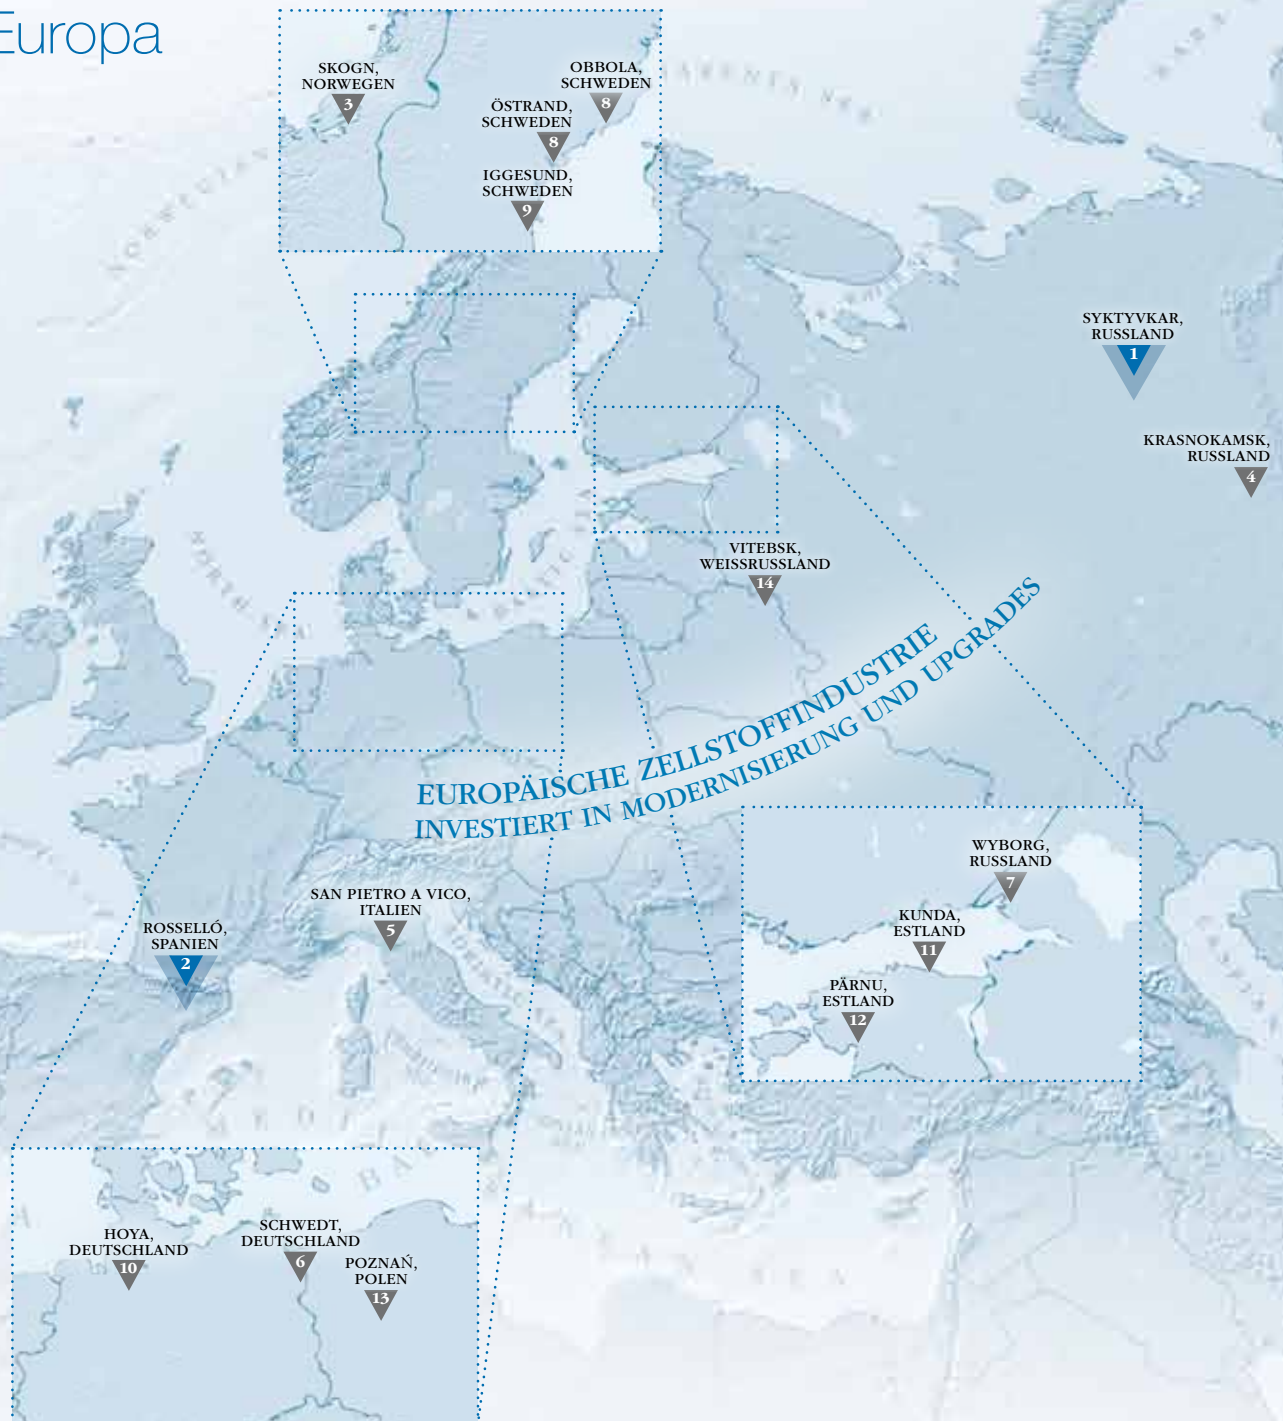 Europa
SKOGN,
NORWEGEN
3
OBBOLA,
SCHWEDEN
8
ÖSTRAND,
SCHWEDEN
8
IGGESUND,
SCHWEDEN
9
SYKTYVKAR,
RUSSLAND
1
KRASNOKAMSK,
RUSSLAND
4
VITEBSK,
WEISSRUSSLAND
14
EUROPÄISCHE ZELLSTOFFINDUSTRIE
INVESTIERT IN MODERNISIERUNG UND UPGRADES
WYBORG,
RUSSLAND
7
SAN PIETRO A VICO,
ITALIEN
5
KUNDA,
ESTLAND
11
ROSSELLÓ,
SPANIEN
2
PÄRNU,
ESTLAND
12
HOYA,
DEUTSCHLAND
10
SCHWEDT,
DEUTSCHLAND
6
POZNAŃ,
POLEN
13